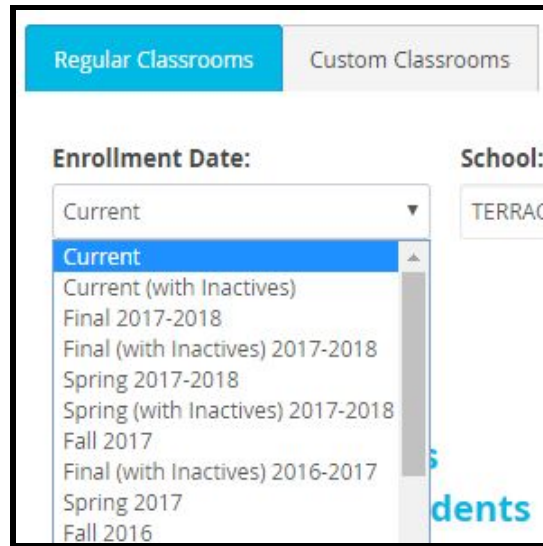 Regular Classrooms
Custom Classrooms
Enrollment Date:
School:
Current
Current
Current (with Inactives)
Final 2017-2018
Final (with Inactives) 2017-2018
Spring 2017-2018
Spring (with Inactives) 2017-2018
Fall 2017
Final (with Inactives) 2016-2017
Spring 2017
Fall 2016